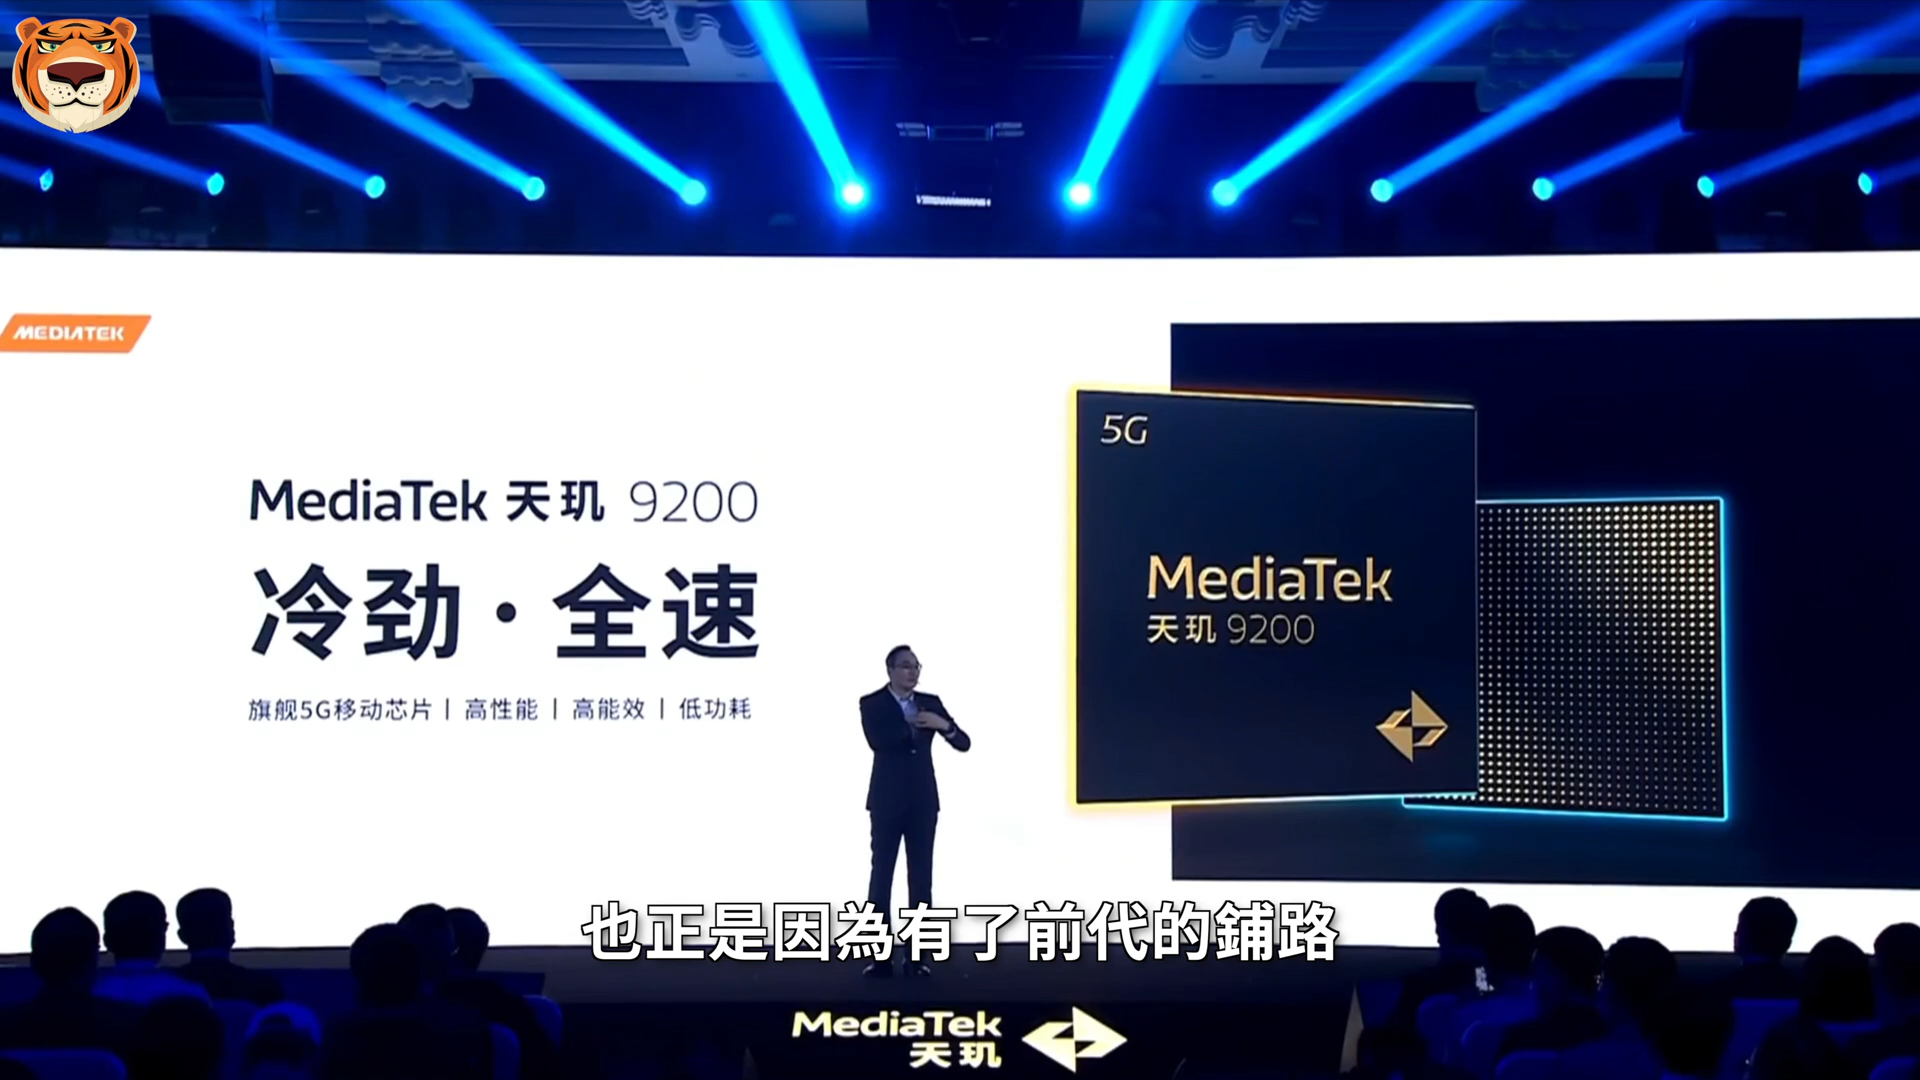 MEDIATEK
MediaTek 天玑 9200
冷劲·全速
旗舰5G移动芯片 | 高性能 | 高能效 | 低功耗
5G
MediaTek
天玑 9200
也正是因為有了前代的鋪路
MediaTek
天玑